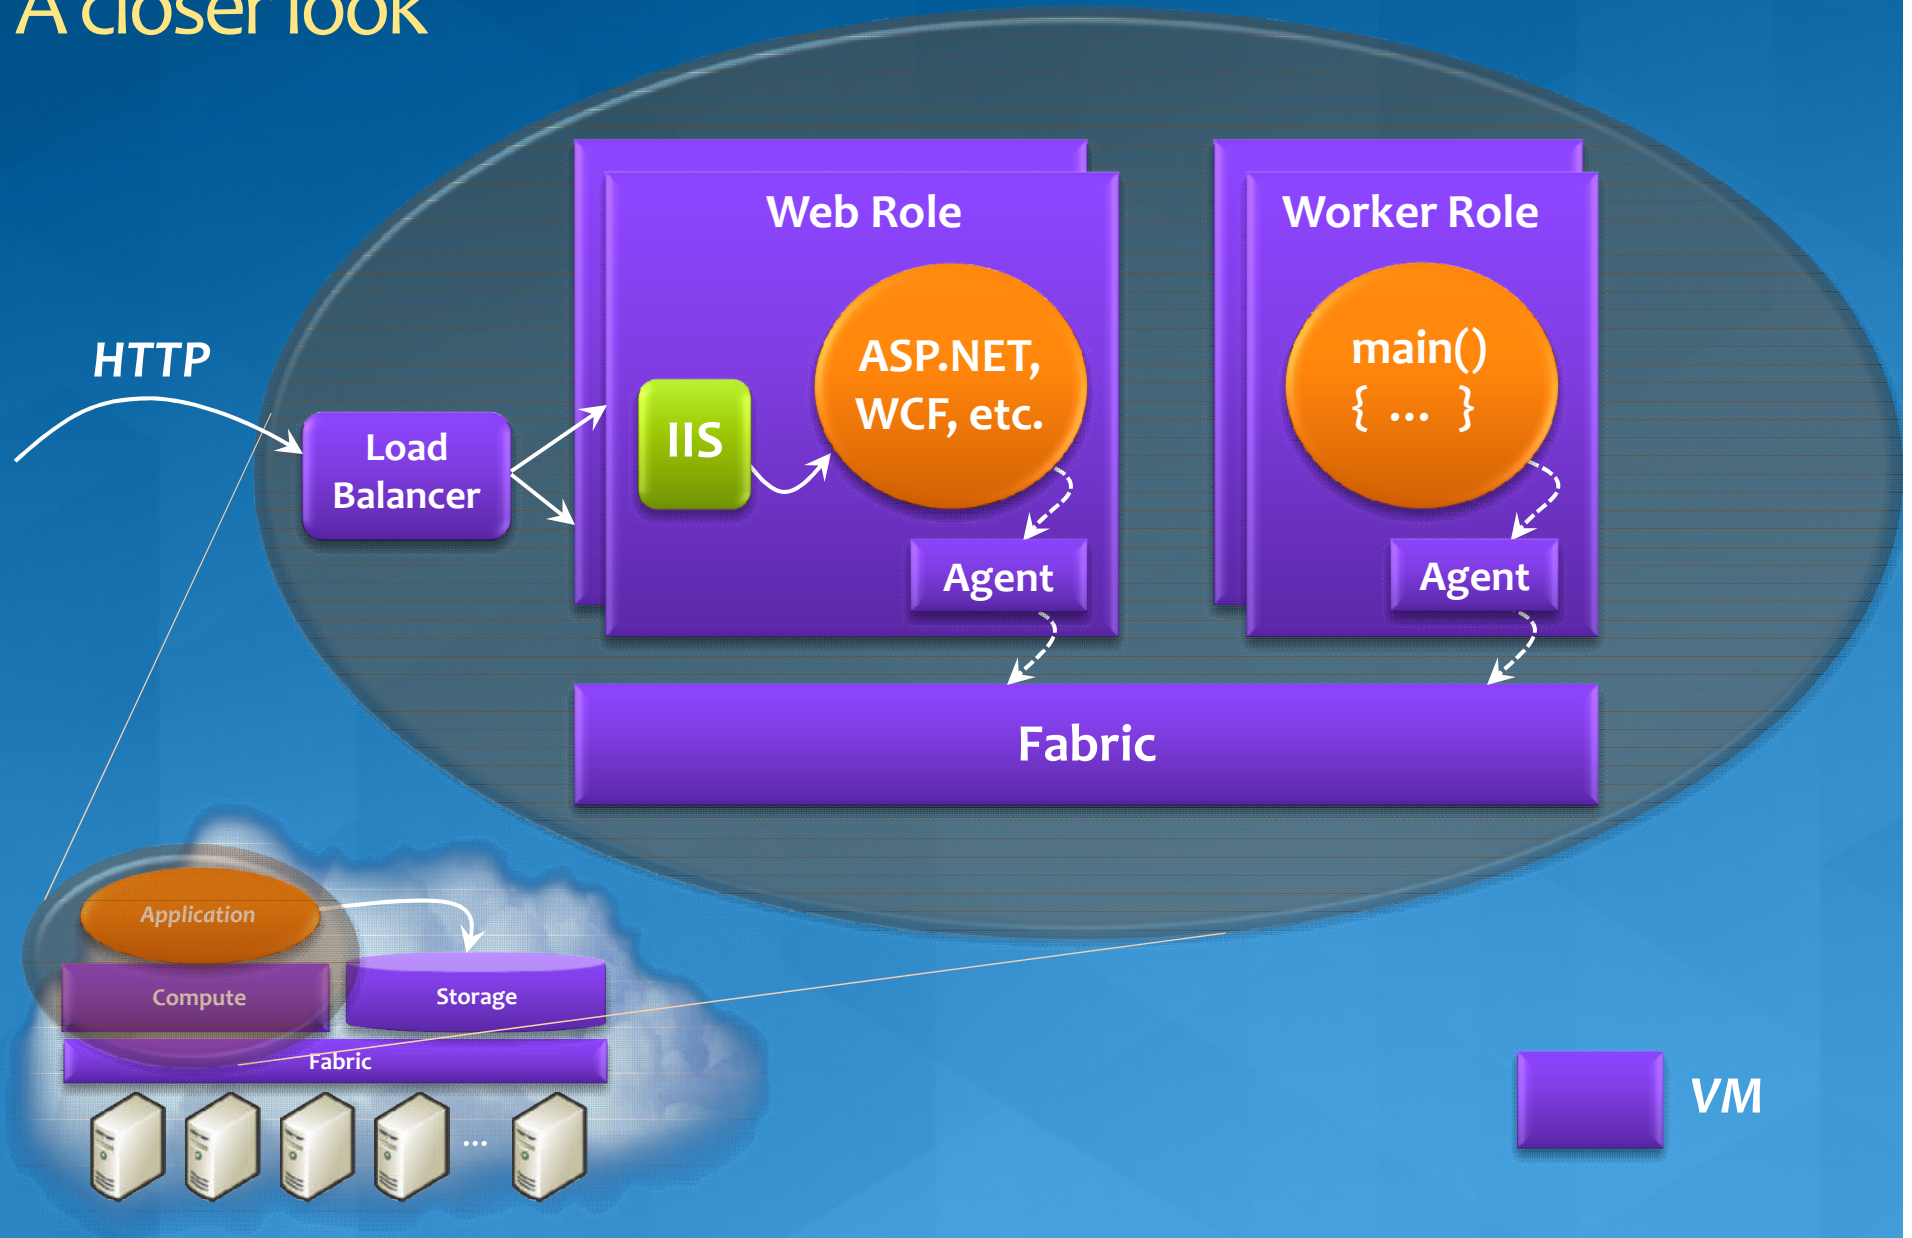 A closer look
Web Role
Worker Role
HTTP
ASP.NET,
WCF, etc.
main()
{ ... }
IIS
Load
Balancer
Agent
Agent
Fabric
Application
Compute
Storage
Fabric
...
VM